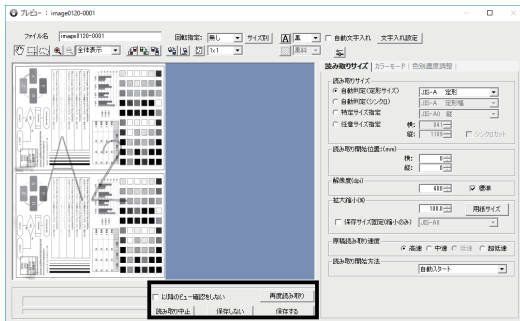 プレビュー： image0120-0001
ファイル名 image0120-0001 回転指定: 無し サイズ別 A 黒 自動文字入れ 文字入れ設定
全体表示 1x1 黒斜
読み取りサイズ カラーモード 色別濃度調整
読み取りサイズ
自動判定(定形サイズ) JIS-A 定形
自動判定(シンクロ) JIS-A 定形幅
特定サイズ指定 JIS-A0 縦
任意サイズ指定 横: 841
縦: 1189 シンクロカット
読み取り開始位置:(mm)
横: 0
縦: 0
解像度(dpi)
400 標準
拡大縮小(%)
100.0 用紙サイズ
保存サイズ固定(縮小のみ) JIS-A0
原稿読み取り速度
高速 中速 低速 超低速
読み取り開始方法
自動スタート
A2
以降のビュー確認をしない 再度読み取り
読み取り中止 保存しない 保存する